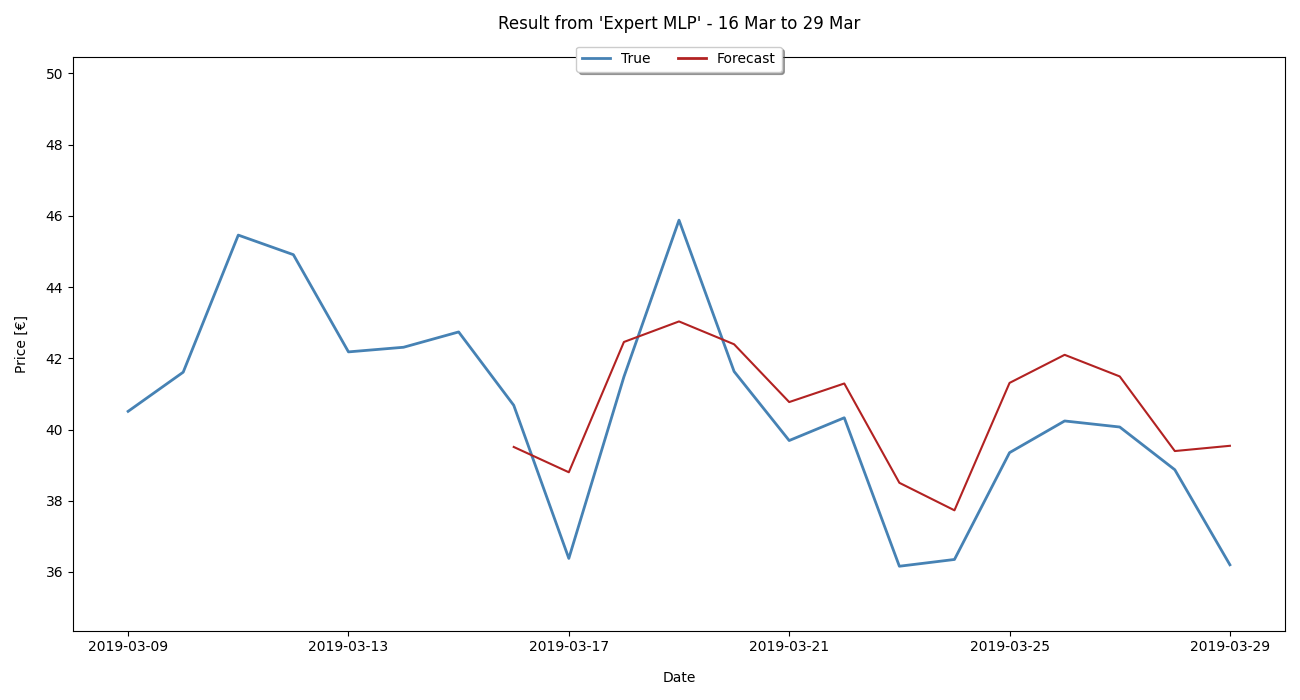 Result from 'Expert MLP' - 16 Mar to 29 Mar
True
Forecast
50
48
46
44
42
40
38
36
Price [€]
2019-03-09
2019-03-13
2019-03-17
2019-03-21
2019-03-25
2019-03-29
Date